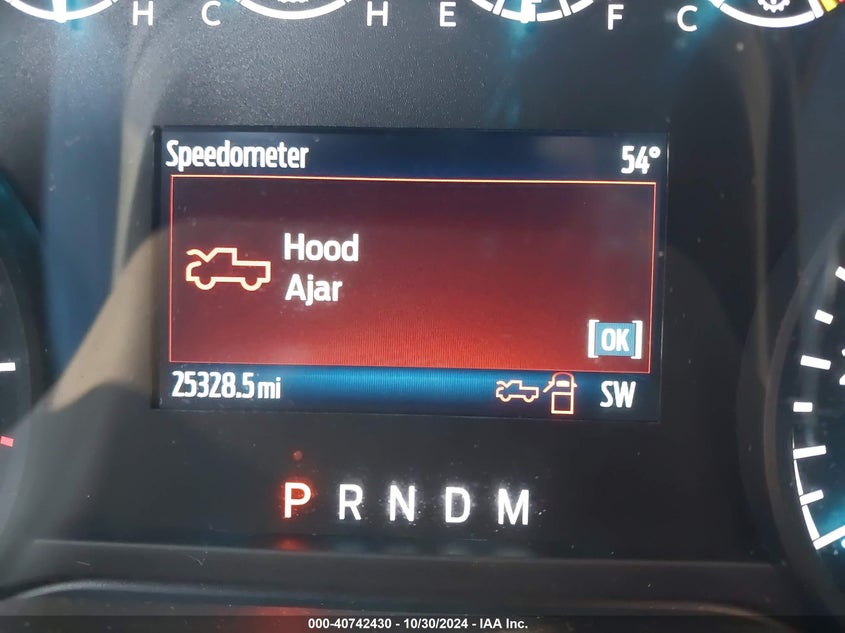 H C H E F C
Speedometer 54°
Hood
Ajar
[OK]
25328.5 mi SW
P R N D M
000-40742430 - 10/30/2024 - IAA Inc.